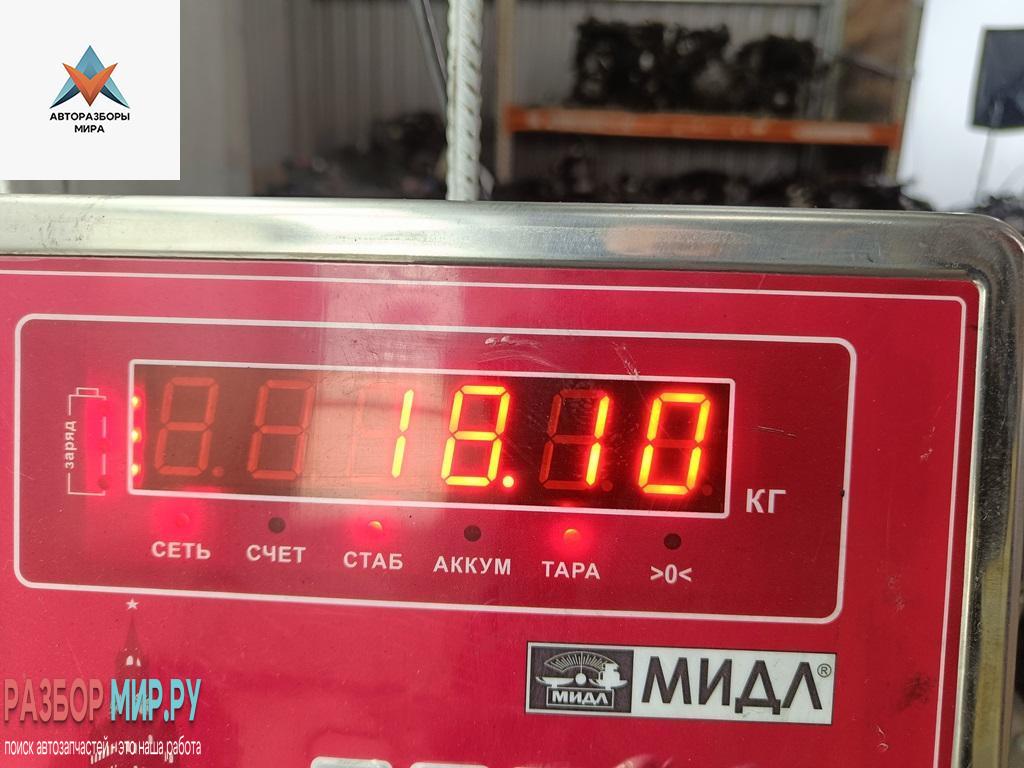 АВТОРАЗБОРЫ
МИРА
заряд
18.10
КГ
СЕТЬ СЧЕТ СТАБ АККУМ ТАРА >0<
МИДЛ МИДЛ®
РАЗБОР МИР.РУ
поиск автозапчастей - это наша работа